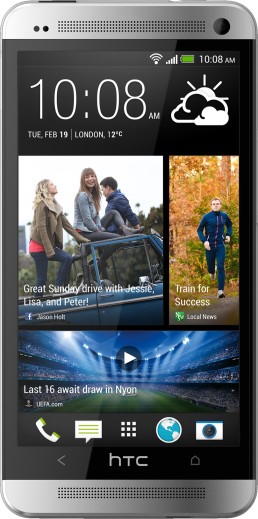 10:08 AM
10:08 AM
TUE, FEB 19 | LONDON, 12°C
Great Sunday drive with Jessie,
Lisa, and Peter!
f Jason Holt
Train for
Success
Local News
Last 16 await draw in Nyon
UEFA.com
hTC